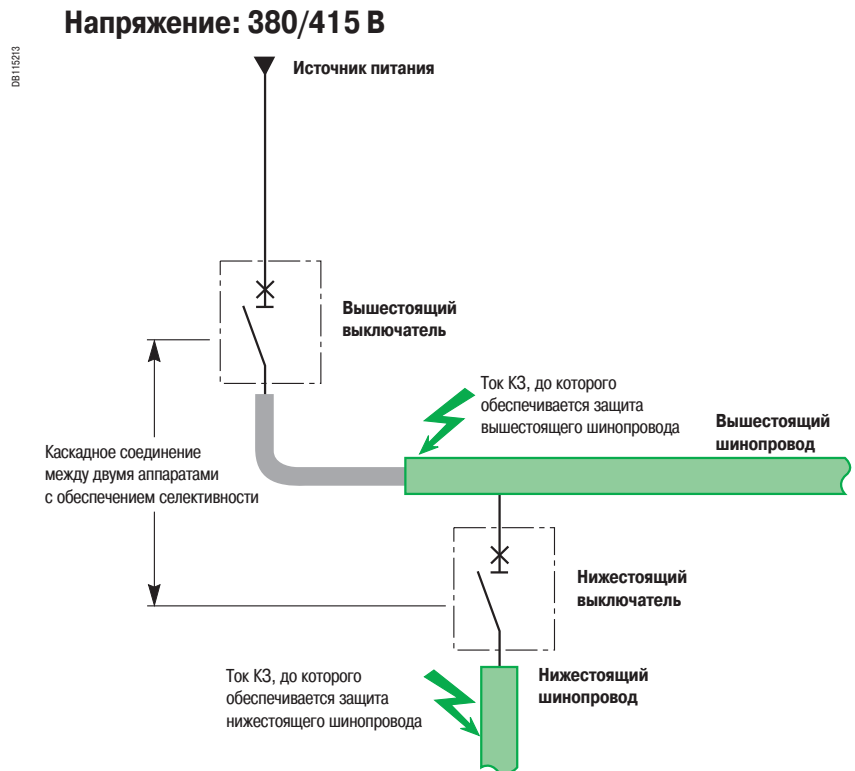 Напряжение: 380/415 В
DB115213
Источник питания
Вышестоящий
выключатель
Ток КЗ, до которого
обеспечивается защита
вышестоящего шинопровода
Вышестоящий
шинопровод
Каскадное соединение
между двумя аппаратами
с обеспечением селективности
Нижестоящий
выключатель
Ток КЗ, до которого
обеспечивается защита
нижестоящего шинопровода
Нижестоящий
шинопровод